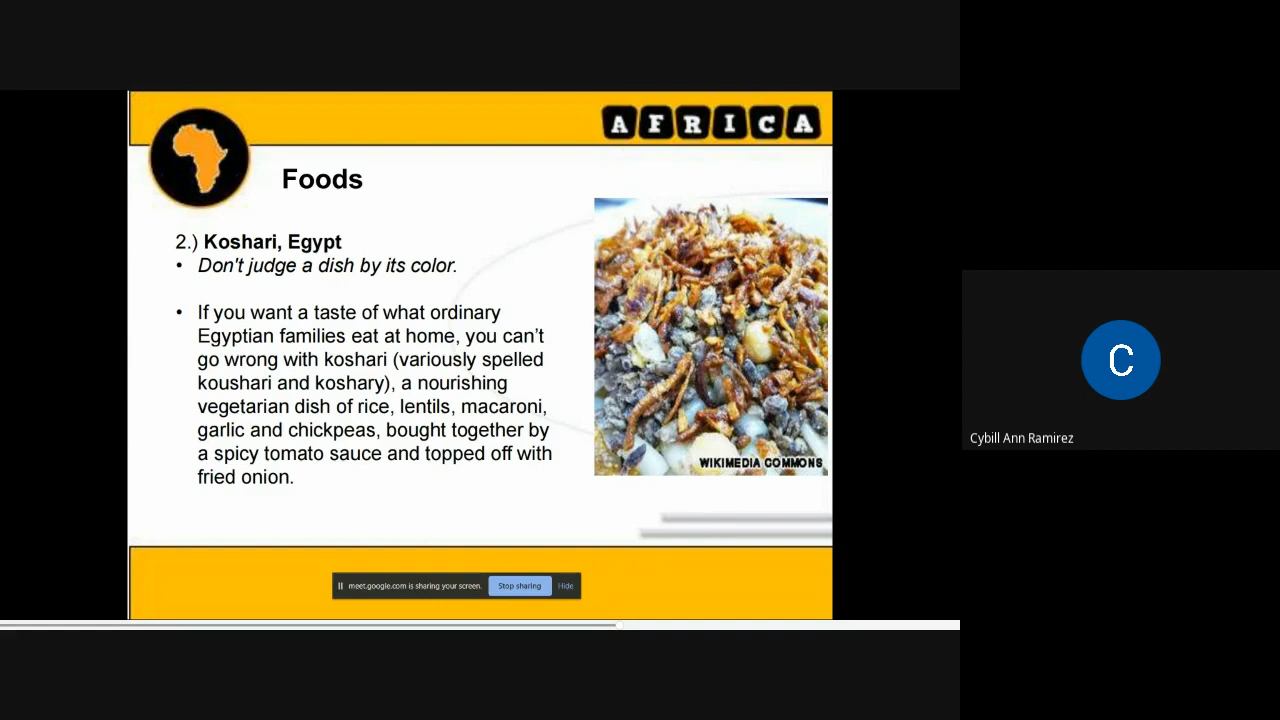 AFRICA
Foods
2.) Koshari, Egypt
• Don't judge a dish by its color.
• If you want a taste of what ordinary
Egyptian families eat at home, you can't
go wrong with koshari (variously spelled
koushari and koshary), a nourishing
vegetarian dish of rice, lentils, macaroni,
garlic and chickpeas, bought together by
a spicy tomato sauce and topped off with
fried onion.
WIKIMEDIA COMMONS
meet.google.com is sharing your screen. Stop sharing Hide
C
Cybill Ann Ramirez